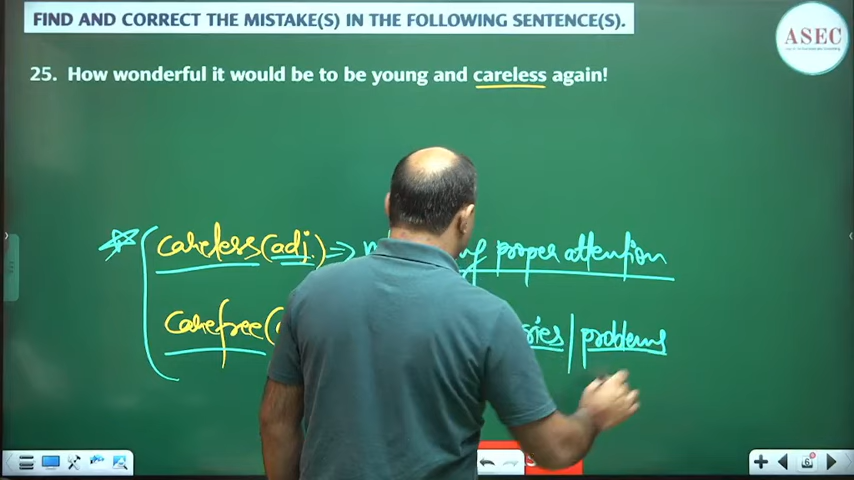 FIND AND CORRECT THE MISTAKE(S) IN THE FOLLOWING SENTENCE(S).
ASEC
25. How wonderful it would be to be young and careless again!
careless (adj.) => proper attention
carefree ( | problems